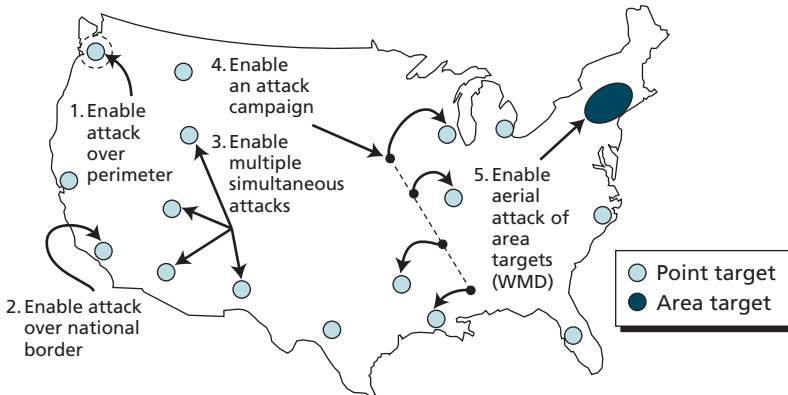 1. Enable
attack
over
perimeter
2. Enable attack
over national
border
3. Enable
multiple
simultaneous
attacks
4. Enable
an attack
campaign
5. Enable
aerial
attack of
area
targets
(WMD)
Point target
Area target